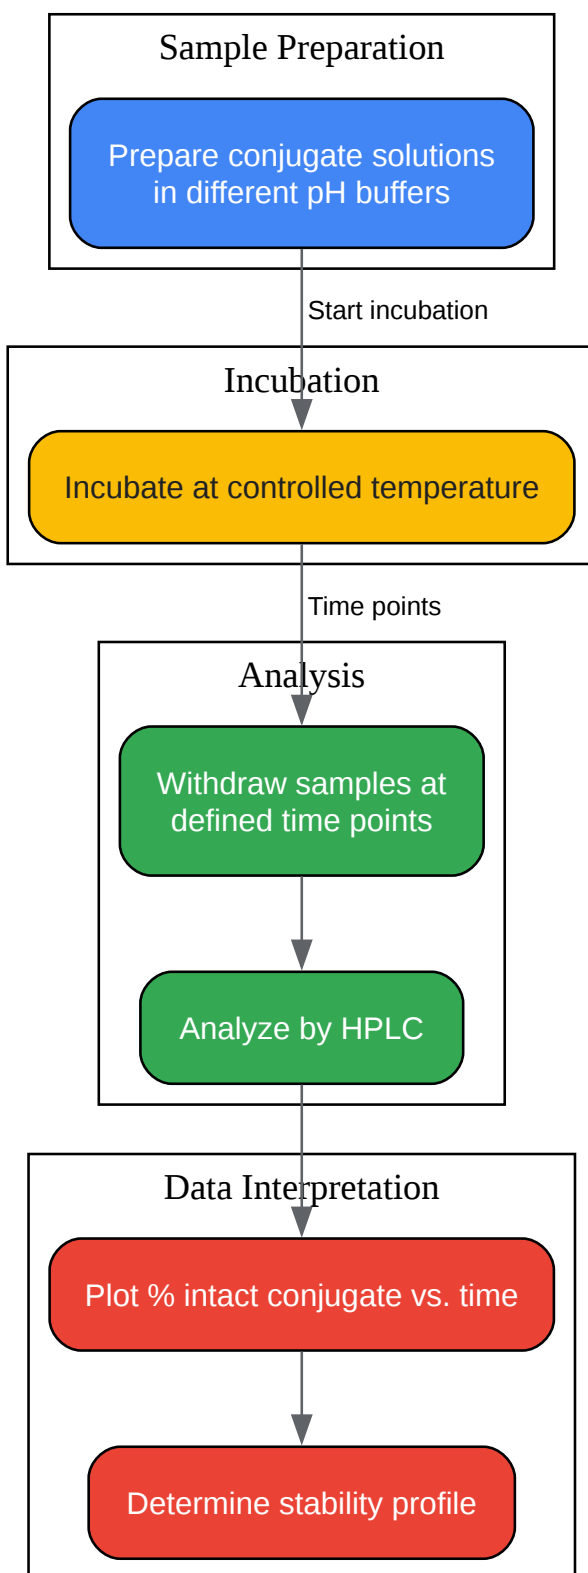 Sample Preparation
Prepare conjugate solutions
in different pH buffers
Start incubation
Incubation
Incubate at controlled temperature
Time points
Analysis
Withdraw samples at
defined time points
Analyze by HPLC
Data Interpretation
Plot % intact conjugate vs. time
Determine stability profile